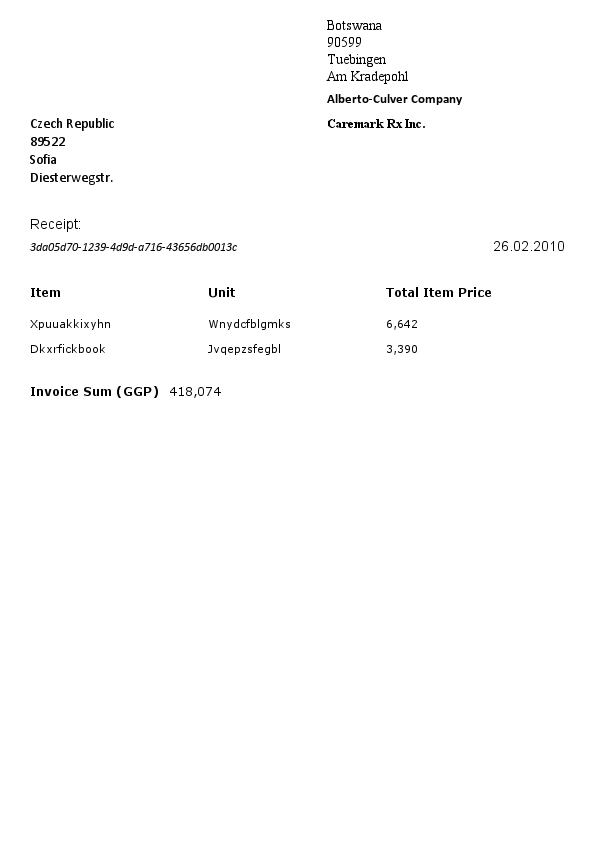 Botswana
90599
Tuebingen
Am Kradepohl
Alberto-Culver Company
Czech Republic
89522
Sofia
Diesterwegstr.
Caremark Rx Inc.
Receipt:
3da05d70-1239-4d9d-a716-43656db0013c 26.02.2010
Item Unit Total Item Price
Xpuuakkixyhn Wnydcfblgmks 6,642
Dkxrfickbook Jvqepzsfegbl 3,390
Invoice Sum (GGP) 418,074